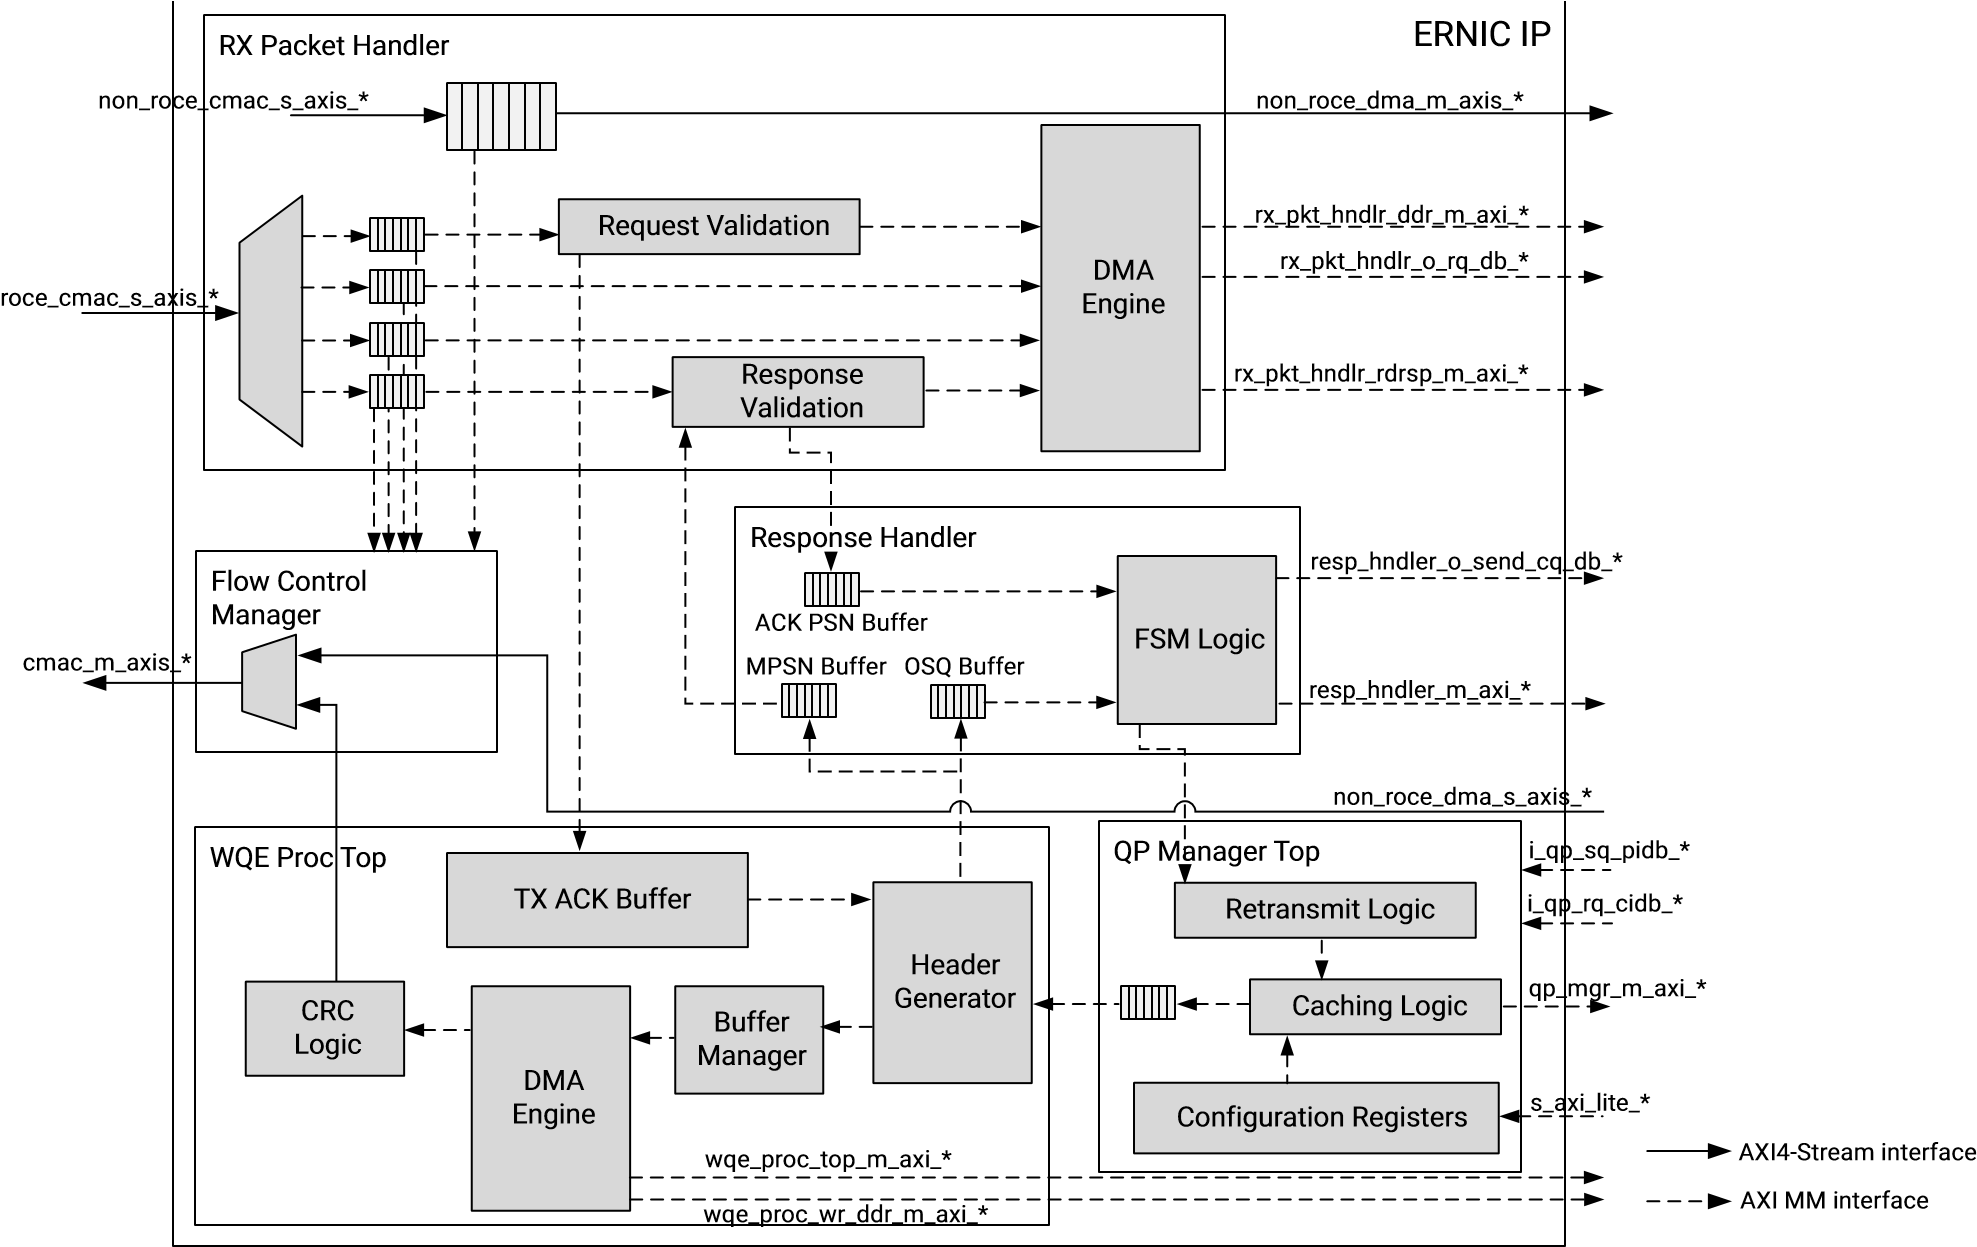 ERNIC IP
RX Packet Handler
non_roce_cmac_s_axis_*
non_roce_dma_m_axis_*
Request Validation
rx_pkt_hndlr_ddr_m_axi_*
rx_pkt_hndlr_o_rq_db_*
DMA
Engine
roce_cmac_s_axis_*
Response
Validation
rx_pkt_hndlr_rdrsp_m_axi_*
Response Handler
resp_hndler_o_send_cq_db_*
Flow Control
Manager
ACK PSN Buffer
FSM Logic
cmac_m_axis_*
MPSN Buffer
OSQ Buffer
resp_hndler_m_axi_*
non_roce_dma_s_axis_*
WQE Proc Top
QP Manager Top
i_qp_sq_pidb_*
TX ACK Buffer
Retransmit Logic
i_qp_rq_cidb_*
Header
Generator
CRC
Logic
Buffer
Manager
Caching Logic
qp_mgr_m_axi_*
DMA
Engine
Configuration Registers
s_axi_lite_*
wqe_proc_top_m_axi_*
wqe_proc_wr_ddr_m_axi_*
AXI4-Stream interface
AXI MM interface